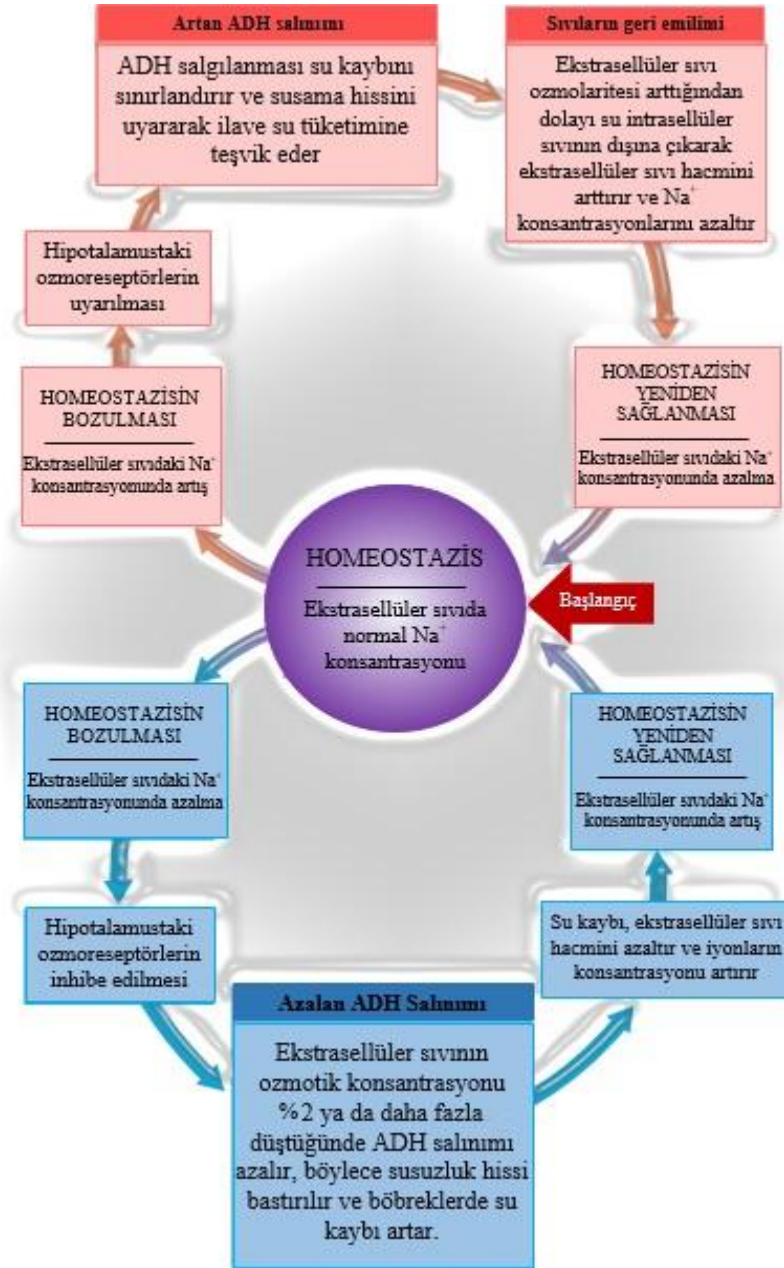 Artan ADH salınımı
ADH salgılanması su kaybını
sınırlandırır ve susama hissini
uyararak ilave su tüketimine
teşvik eder
Sıvıların geri emilimi
Ekstrasellüler sıvı
ozmolaritesi arttığından
dolayı su intrasellüler
sıvının dışına çıkarak
ekstrasellüler sıvı hacmini
arttırır ve Na⁺
konsantrasyonlarını azaltır
Hipotalamustaki
ozmoreseptörlerin
uyarılması
HOMEOSTAZİSİN
BOZULMASI
Ekstrasellüler sıvıdaki Na⁺
konsantrasyonunda artış
HOMEOSTAZİSİN
YENİDEN
SAĞLANMASI
Ekstrasellüler sıvıdaki Na⁺
konsantrasyonunda azalma
HOMEOSTAZİS
Ekstrasellüler sıvıda
normal Na⁺
konsantrasyonu
Başlangıç
HOMEOSTAZİSİN
BOZULMASI
Ekstrasellüler sıvıdaki Na⁺
konsantrasyonunda azalma
HOMEOSTAZİSİN
YENİDEN
SAĞLANMASI
Ekstrasellüler sıvıdaki Na⁺
konsantrasyonunda artış
Hipotalamustaki
ozmoreseptörlerin
inhibe edilmesi
Su kaybı, ekstrasellüler sıvı
hacmini azaltır ve iyonların
konsantrasyonu artırır
Azalan ADH Salınımı
Ekstrasellüler sıvının
ozmotik konsantrasyonu
%2 ya da daha fazla
düştüğünde ADH salınımı
azalır, böylece susuzluk hissi
bastırılır ve böbreklerde su
kaybı artar.